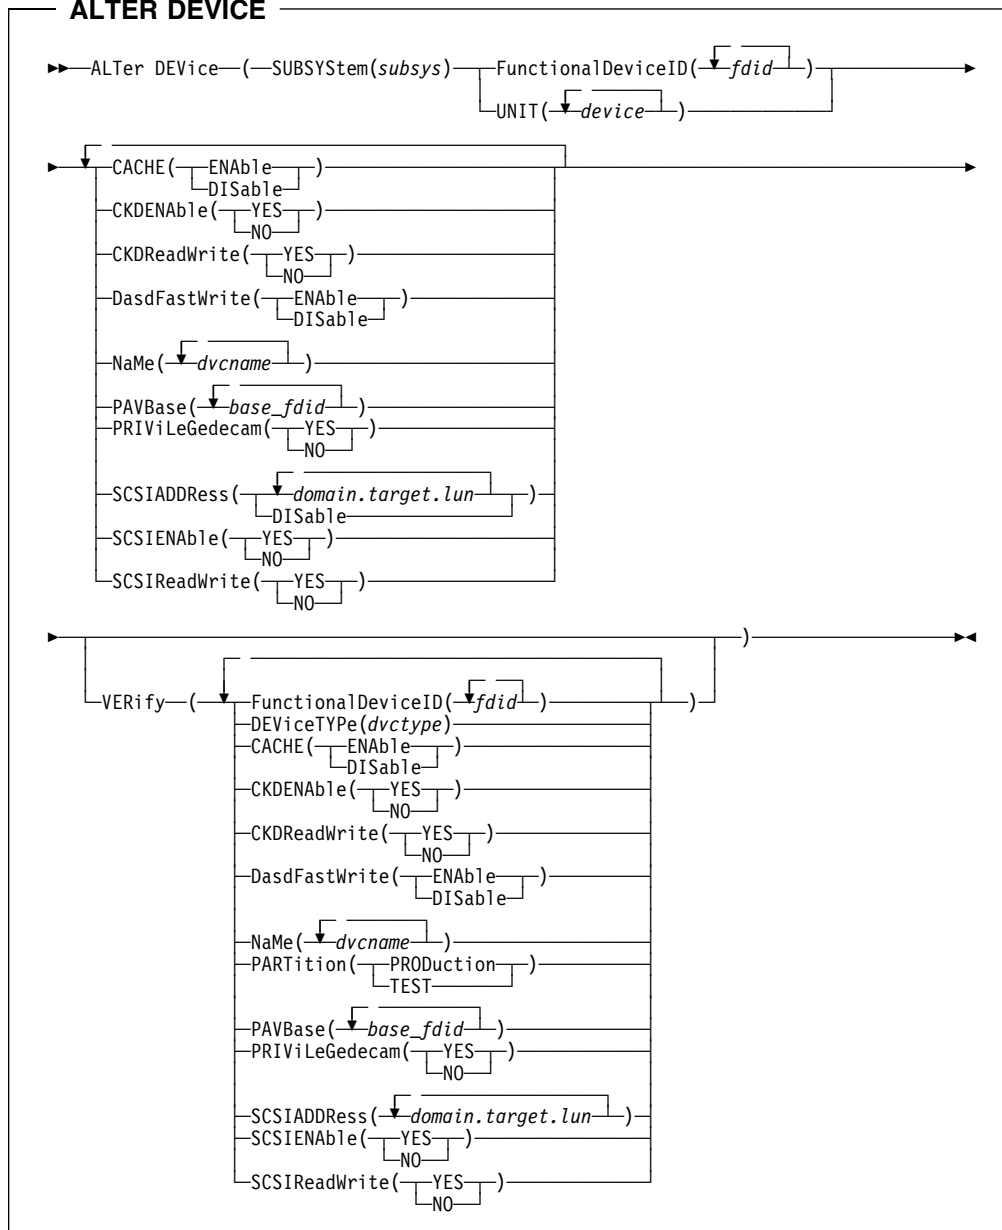 ALTER DEVICE
ALTer DEVice ( SUBSYStem(subsys) FunctionalDeviceID( fdid )
UNIT( device )
CACHE( ENAble )
DISable
CKDENAble( YES )
NO
CKDReadWrite( YES )
NO
DasdFastWrite( ENAble )
DISable
NaMe( dvcname )
PAVBase( base_fdid )
PRIViLeGedecam( YES )
NO
SCSIADDRess( domain.target.lun )
DISable
SCSIENAble( YES )
NO
SCSIReadWrite( YES )
NO
)
VERify ( FunctionalDeviceID( fdid ) )
DEViceTYPe(dvctype)
CACHE( ENAble )
DISable
CKDENAble( YES )
NO
CKDReadWrite( YES )
NO
DasdFastWrite( ENAble )
DISable
NaMe( dvcname )
PARTition( PRODuction )
TEST
PAVBase( base_fdid )
PRIViLeGedecam( YES )
NO
SCSIADDRess( domain.target.lun )
SCSIENAble( YES )
NO
SCSIReadWrite( YES )
NO